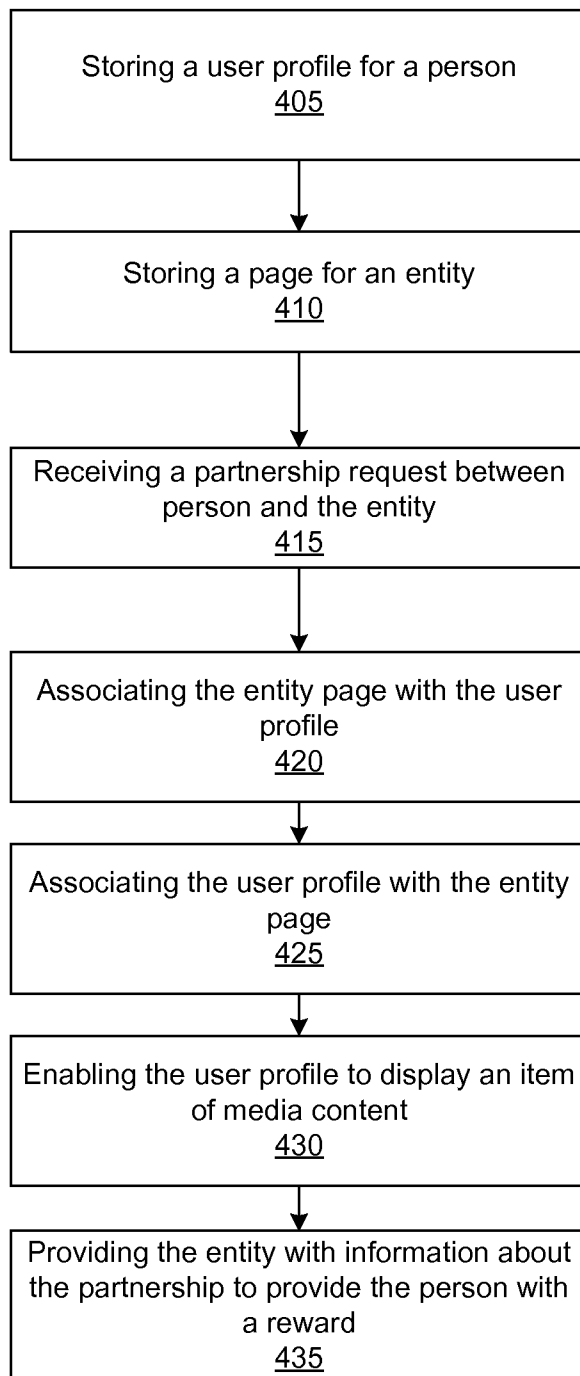 Storing a user profile for a person
405
Storing a page for an entity
410
Receiving a partnership request between
person and the entity
415
Associating the entity page with the user
profile
420
Associating the user profile with the entity
page
425
Enabling the user profile to display an item
of media content
430
Providing the entity with information about
the partnership to provide the person with
a reward
435